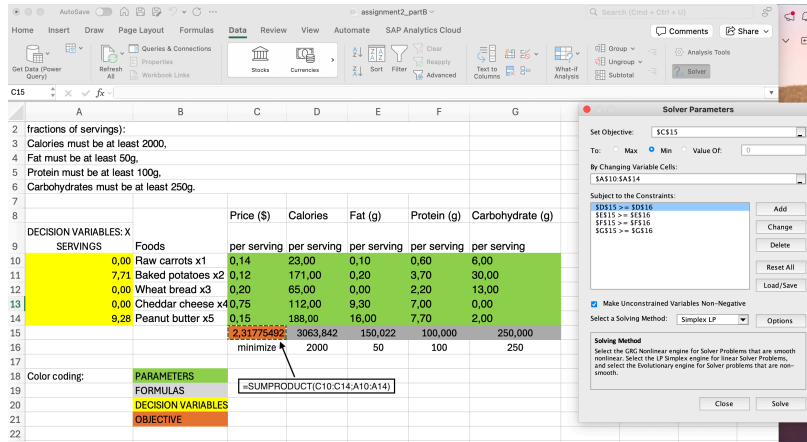 AutoSave
assignment2_partB
Search (Cmd + Ctrl + U)
Home Insert Draw Page Layout Formulas Data Review View Automate SAP Analytics Cloud
Comments Share
Get Data (Power Query)
Refresh All
Queries & Connections
Properties
Workbook Links
Stocks
Currencies
Sort
Filter
Clear
Reapply
Advanced
Text to Columns
What-if Analysis
Group
Ungroup
Subtotal
Analysis Tools
Solver
C15 fx
A B C D E F G
2 fractions of servings):
3 Calories must be at least 2000,
4 Fat must be at least 50g,
5 Protein must be at least 100g,
6 Carbohydrates must be at least 250g.
7
8 Price ($) Calories Fat (g) Protein (g) Carbohydrate (g)
DECISION VARIABLES: X
9 SERVINGS Foods per serving per serving per serving per serving per serving
10 0,00 Raw carrots x1 0,14 23,00 0,10 0,60 6,00
11 7,71 Baked potatoes x2 0,12 171,00 0,20 3,70 30,00
12 0,00 Wheat bread x3 0,20 65,00 0,00 2,20 13,00
13 0,00 Cheddar cheese x4 0,75 112,00 9,30 7,00 0,00
14 9,28 Peanut butter x5 0,15 188,00 16,00 7,70 2,00
15 2,31775492 3063,842 150,022 100,000 250,000
16 minimize 2000 50 100 250
17
18 Color coding: PARAMETERS
19 FORMULAS
20 DECISION VARIABLES
21 OBJECTIVE
22
=SUMPRODUCT(C10:C14;A10:A14)
Solver Parameters
Set Objective: $C$15
To: Max Min Value Of: 0
By Changing Variable Cells:
$A$10:$A$14
Subject to the Constraints:
$D$15 >= $D$16
$E$15 >= $E$16
$F$15 >= $F$16
$G$15 >= $G$16
Add
Change
Delete
Reset All
Load/Save
Make Unconstrained Variables Non-Negative
Select a Solving Method: Simplex LP Options
Solving Method
Select the GRG Nonlinear engine for Solver Problems that are smooth
nonlinear. Select the LP Simplex engine for linear Solver Problems,
and select the Evolutionary engine for Solver problems that are non-
smooth.
Close Solve